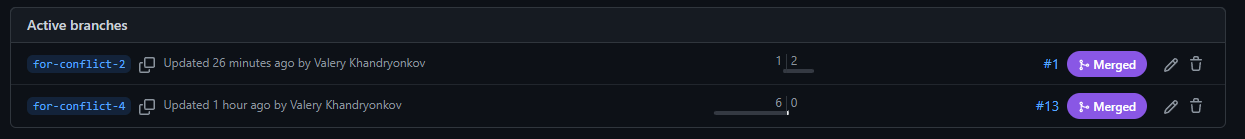 Active branches
for-conflict-2 Updated 26 minutes ago by Valery Khandryonkov 1 2 #1 Merged
for-conflict-4 Updated 1 hour ago by Valery Khandryonkov 6 0 #13 Merged